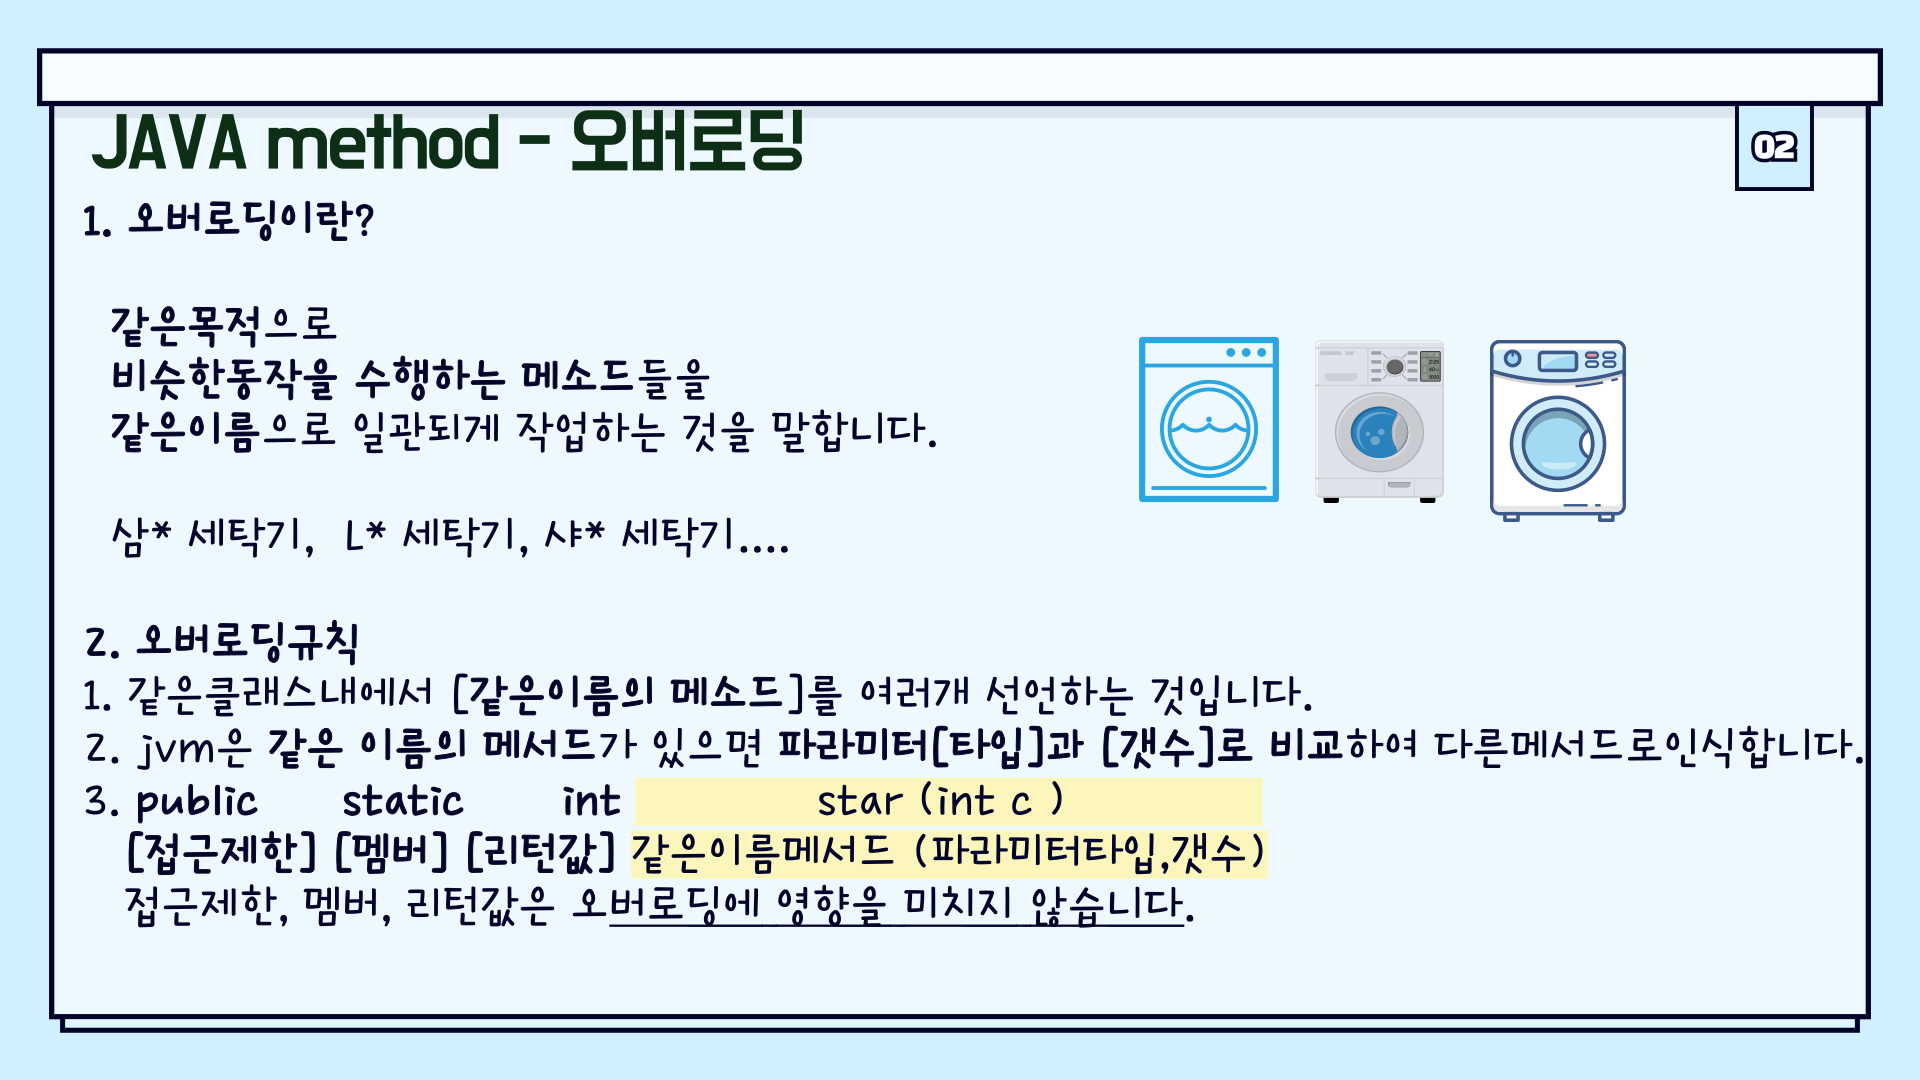 JAVA method - 오버로딩
02
1. 오버로딩이란?
같은목적으로
비슷한동작을 수행하는 메소드들을
같은이름으로 일관되게 작업하는 것을 말합니다.
삼* 세탁기, L* 세탁기, 샤* 세탁기....
2. 오버로딩규칙
1. 같은클래스내에서 [같은이름의 메소드]를 여러개 선언하는 것입니다.
2. jvm은 같은 이름의 메서드가 있으면 파라미터[타입]과 [갯수]로 비교하여 다른메서드로인식합니다.
3. public static int star (int c )
[접근제한] [멤버] [리턴값] 같은이름메서드 (파라미터타입,갯수)
접근제한, 멤버, 리턴값은 오버로딩에 영향을 미치지 않습니다.